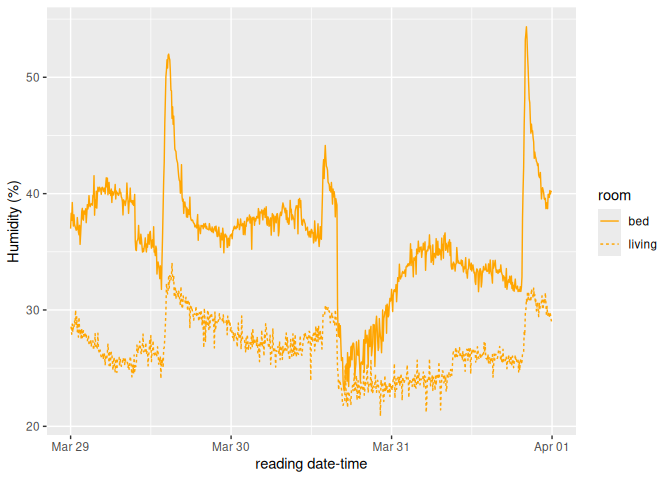 50
40
30
20
Humidity (%)
Mar 29
Mar 30
Mar 31
Apr 01
reading date-time
room
bed
living